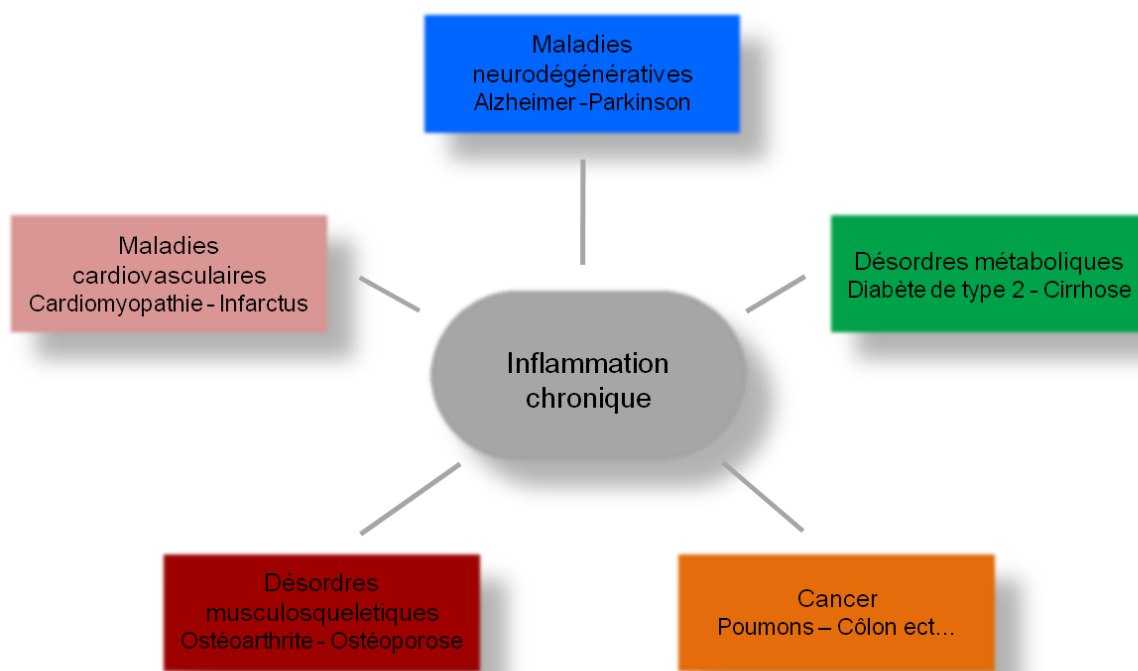 Maladies
neurodégénératives
Alzheimer -Parkinson
Maladies
cardiovasculaires
Cardiomyopathie - Infarctus
Désordres métaboliques
Diabète de type 2 - Cirrhose
Inflammation
chronique
Désordres
musculosqueletiques
Ostéoarthrite - Ostéoporose
Cancer
Poumons – Côlon ect...